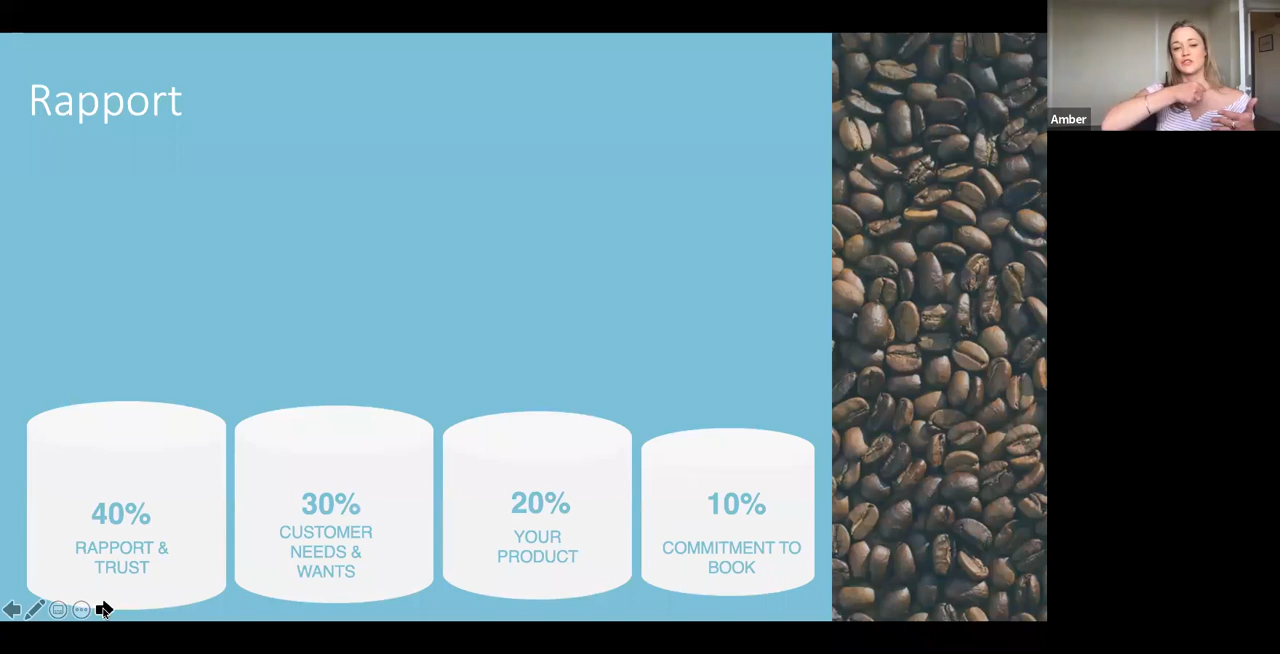 Rapport
Amber
40%
RAPPORT &
TRUST
30%
CUSTOMER
NEEDS &
WANTS
20%
YOUR
PRODUCT
10%
COMMITMENT TO
BOOK